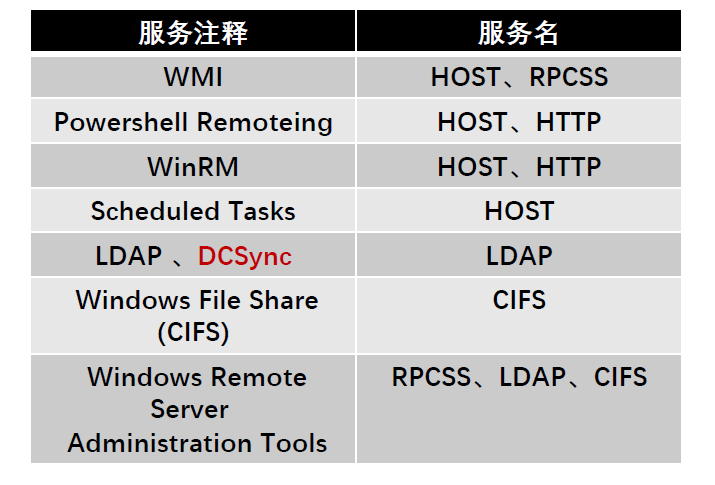 服务注释 服务名
WMI HOST、RPCSS
Powershell Remoteing HOST、HTTP
WinRM HOST、HTTP
Scheduled Tasks HOST
LDAP 、DCSync LDAP
Windows File Share CIFS
(CIFS)
Windows Remote RPCSS、LDAP、CIFS
Server
Administration Tools